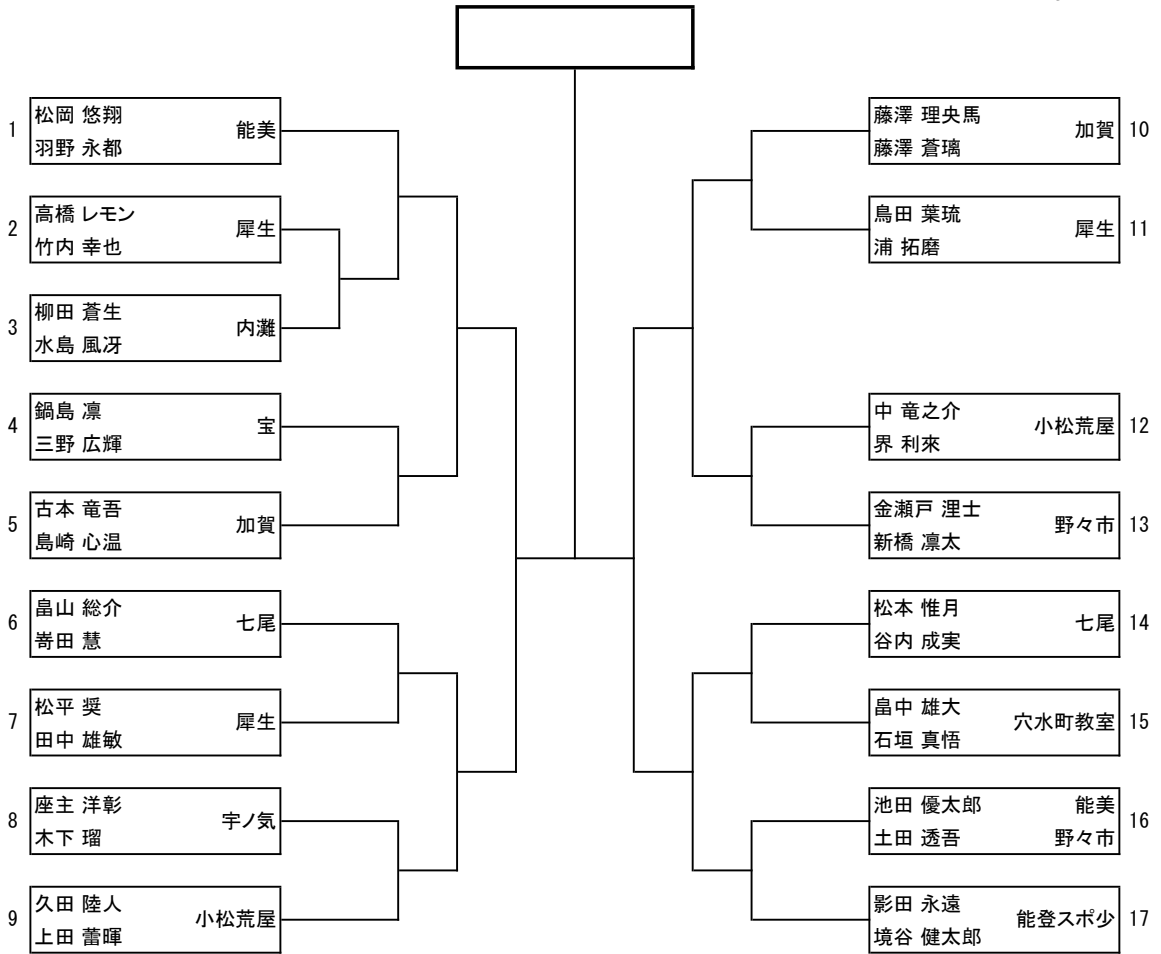 1 松岡 悠翔 能美
羽野 永都
2 高橋 レモン 犀生
竹内 幸也
3 柳田 蒼生 内灘
水島 風冴
4 鍋島 凛 宝
三野 広輝
5 古本 竜吾 加賀
島崎 心温
6 畠山 総介 七尾
嵜田 慧
7 松平 奨 犀生
田中 雄敏
8 座主 洋彰 宇ノ気
木下 瑠
9 久田 陸人 小松荒屋
上田 蕾暉
藤澤 理央馬 加賀 10
藤澤 蒼璃
鳥田 葉琉 犀生 11
浦 拓磨
中 竜之介 小松荒屋 12
界 利來
金瀬戸 浬士 野々市 13
新橋 凛太
松本 惟月 七尾 14
谷内 成実
畠中 雄大 穴水町教室 15
石垣 真悟
池田 優太郎 能美 16
土田 透吾 野々市
影田 永遠 能登スポ少 17
境谷 健太郎